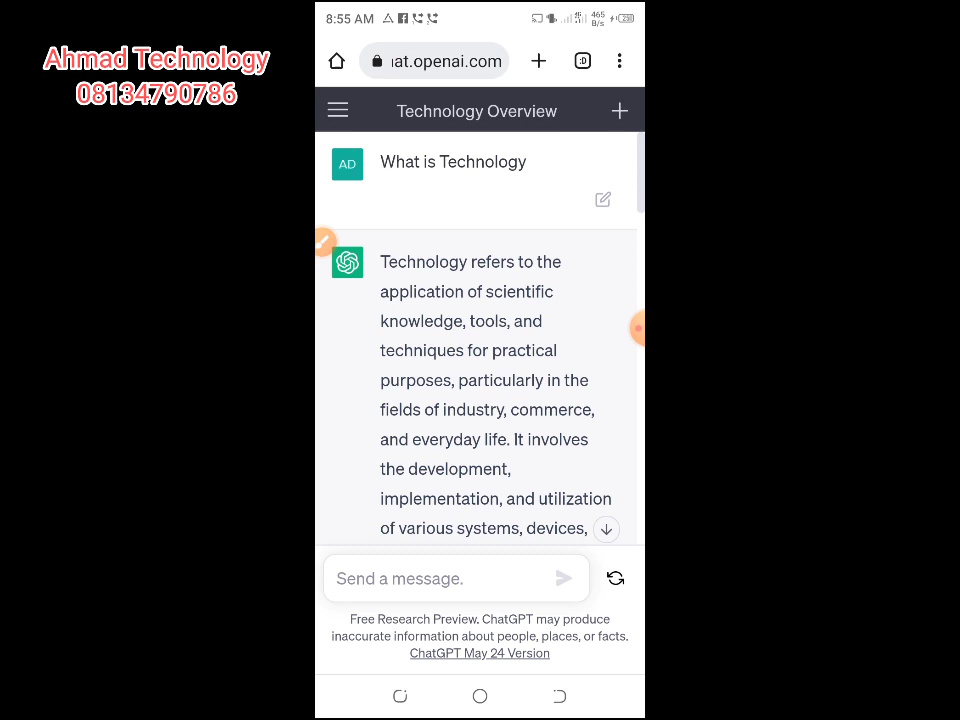 Ahmad Technology
08134790786
8:55 AM
465
B/s
at.openai.com
:D
Technology Overview
AD
What is Technology
Technology refers to the
application of scientific
knowledge, tools, and
techniques for practical
purposes, particularly in the
fields of industry, commerce,
and everyday life. It involves
the development,
implementation, and utilization
of various systems, devices,
Send a message.
Free Research Preview. ChatGPT may produce
inaccurate information about people, places, or facts.
ChatGPT May 24 Version